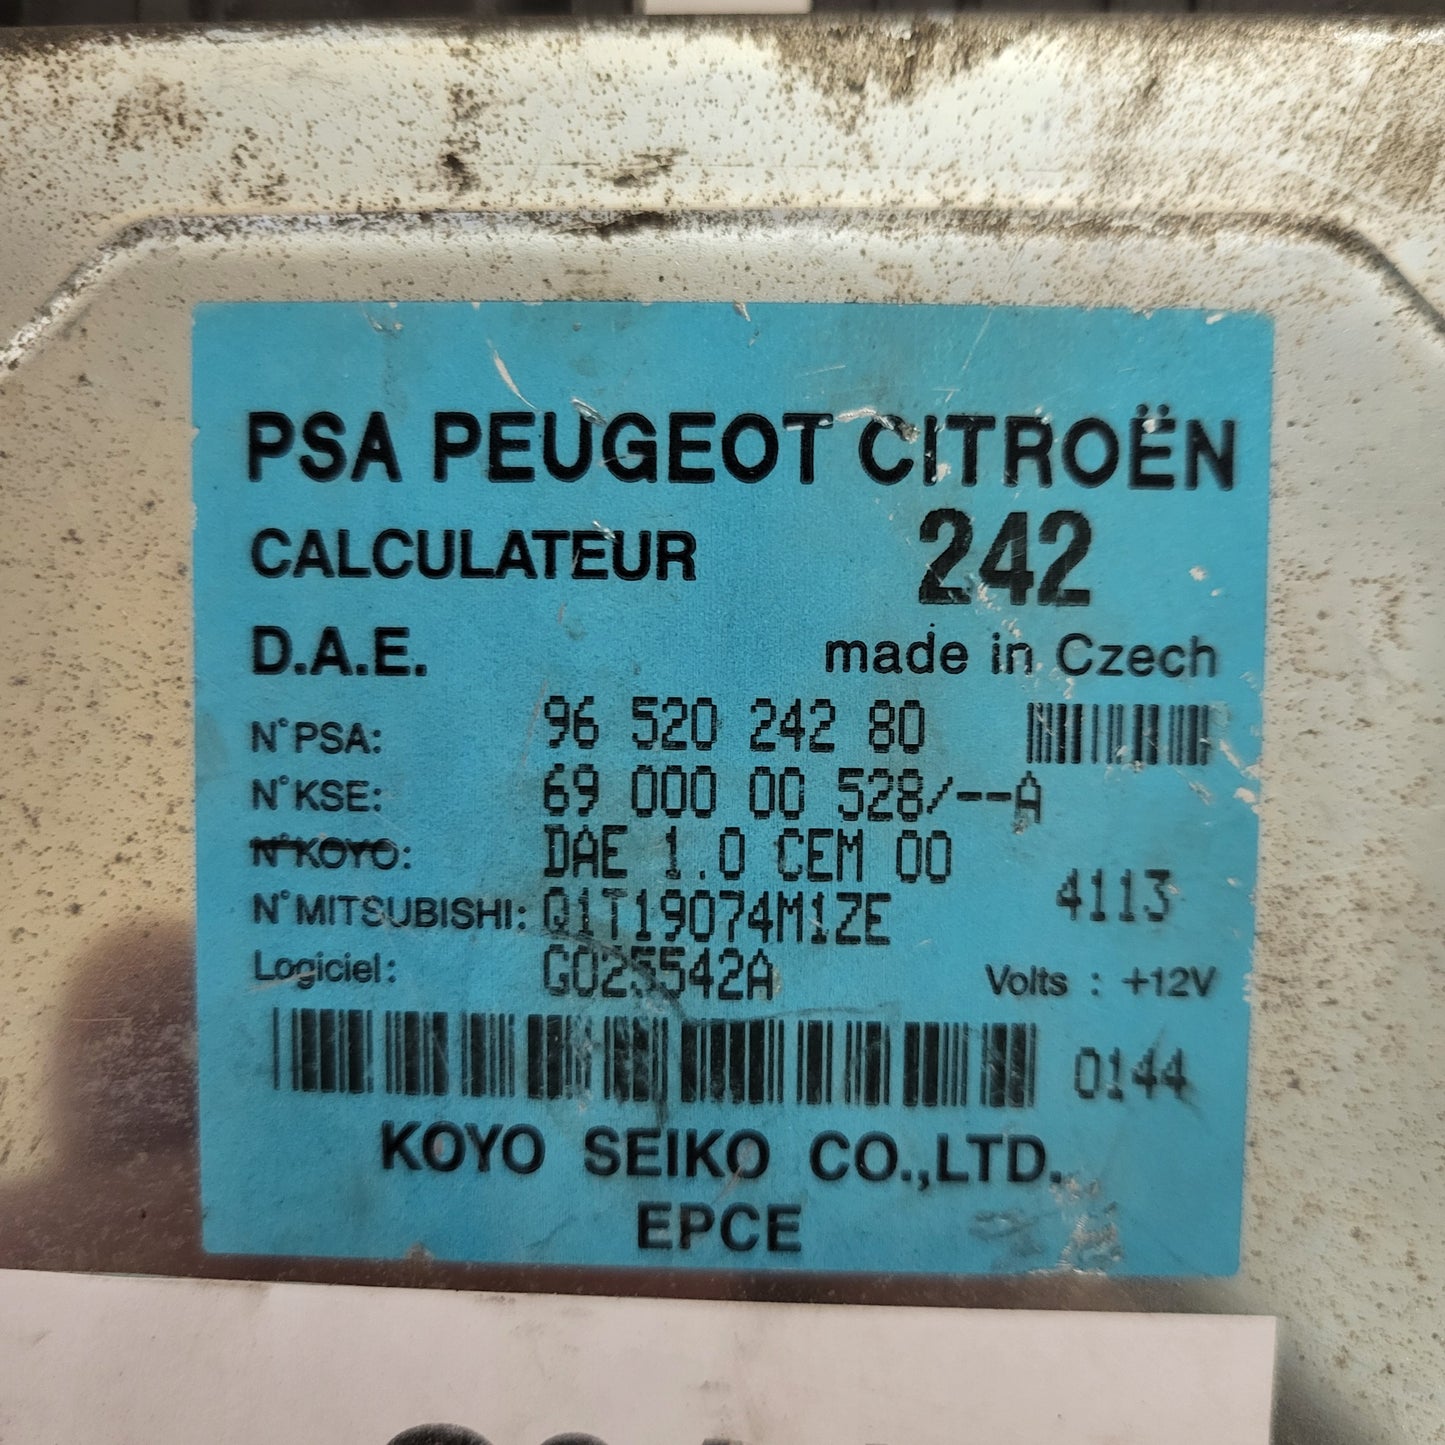 PSA PEUGEOT CITROËN
CALCULATEUR 242
D.A.E. made in Czech
N°PSA: 96 520 242 80
N°KSE: 69 000 00 528/--A
N°KOYO: DAE 1.0 CEM 00
4113
N°MITSUBISHI: Q1T19074M1ZE
Logiciel: G025542A Volts : +12V
0144
KOYO SEIKO CO.,LTD.
EPCE